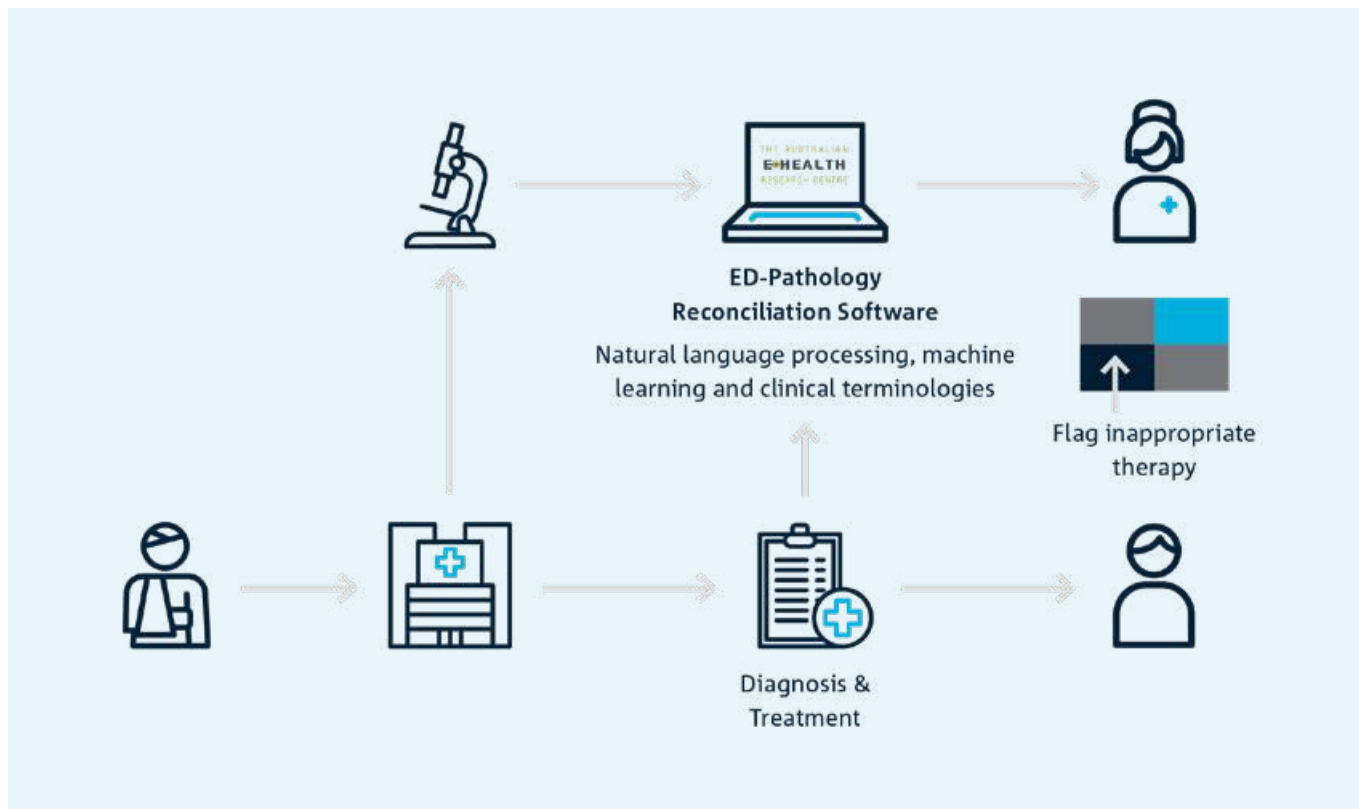 THE AUSTRALIAN
E-HEALTH
RESEARCH CENTRE
ED-Pathology
Reconciliation Software
Natural language processing, machine
learning and clinical terminologies
Flag inappropriate
therapy
Diagnosis &
Treatment